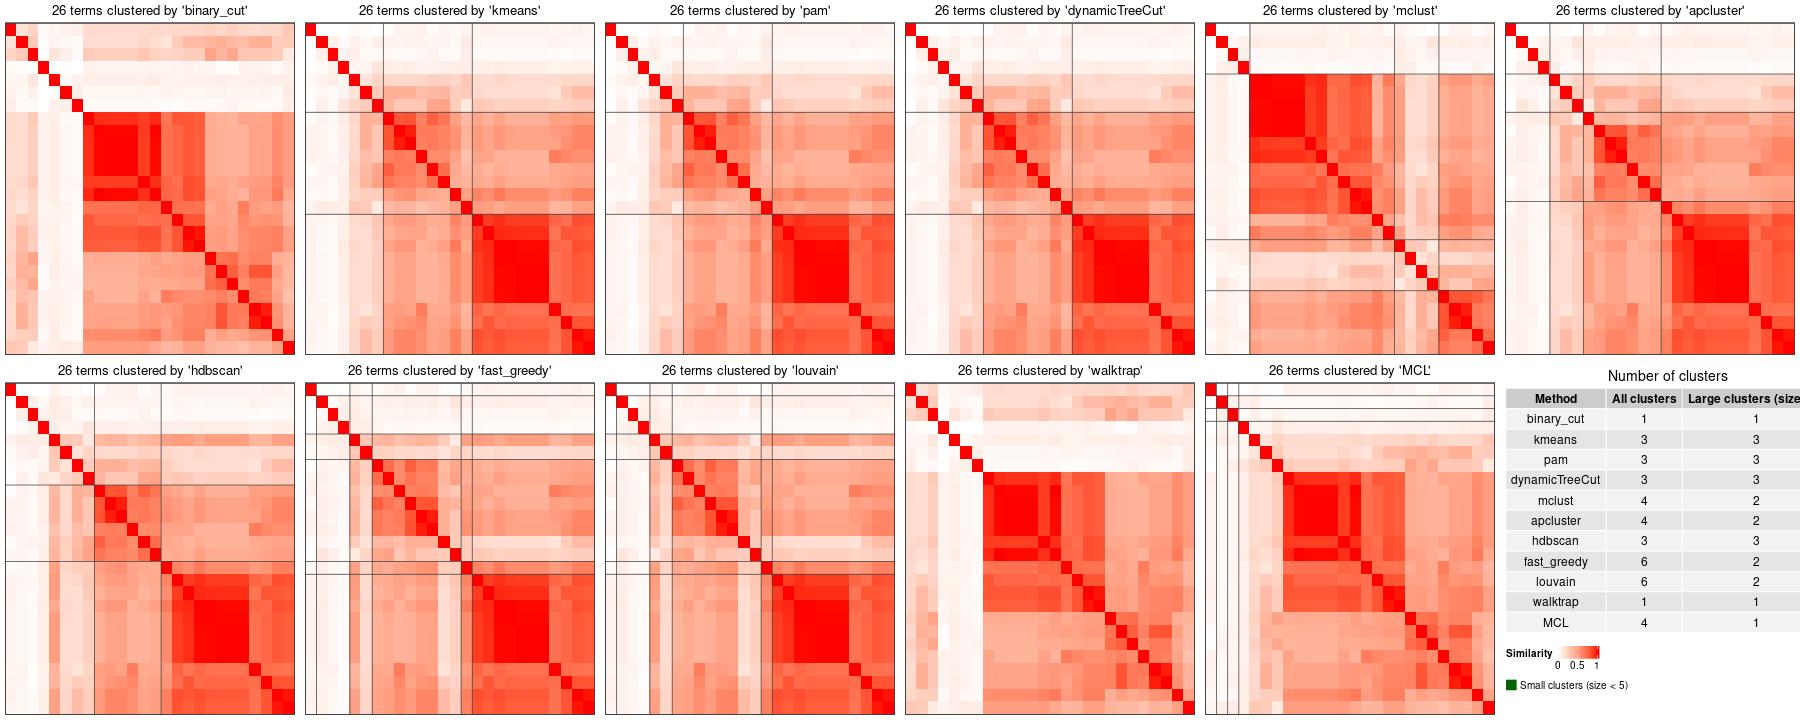 26 terms clustered by 'binary_cut'
26 terms clustered by 'kmeans'
26 terms clustered by 'pam'
26 terms clustered by 'dynamicTreeCut'
26 terms clustered by 'mclust'
26 terms clustered by 'apcluster'
26 terms clustered by 'hdbscan'
26 terms clustered by 'fast_greedy'
26 terms clustered by 'louvain'
26 terms clustered by 'walktrap'
26 terms clustered by 'MCL'
Number of clusters
Method All clusters Large clusters (size
binary_cut 1 1
kmeans 3 3
pam 3 3
dynamicTreeCut 3 3
mclust 4 2
apcluster 4 2
hdbscan 3 3
fast_greedy 6 2
louvain 6 2
walktrap 1 1
MCL 4 1
Similarity
0 0.5 1
Small clusters (size < 5)